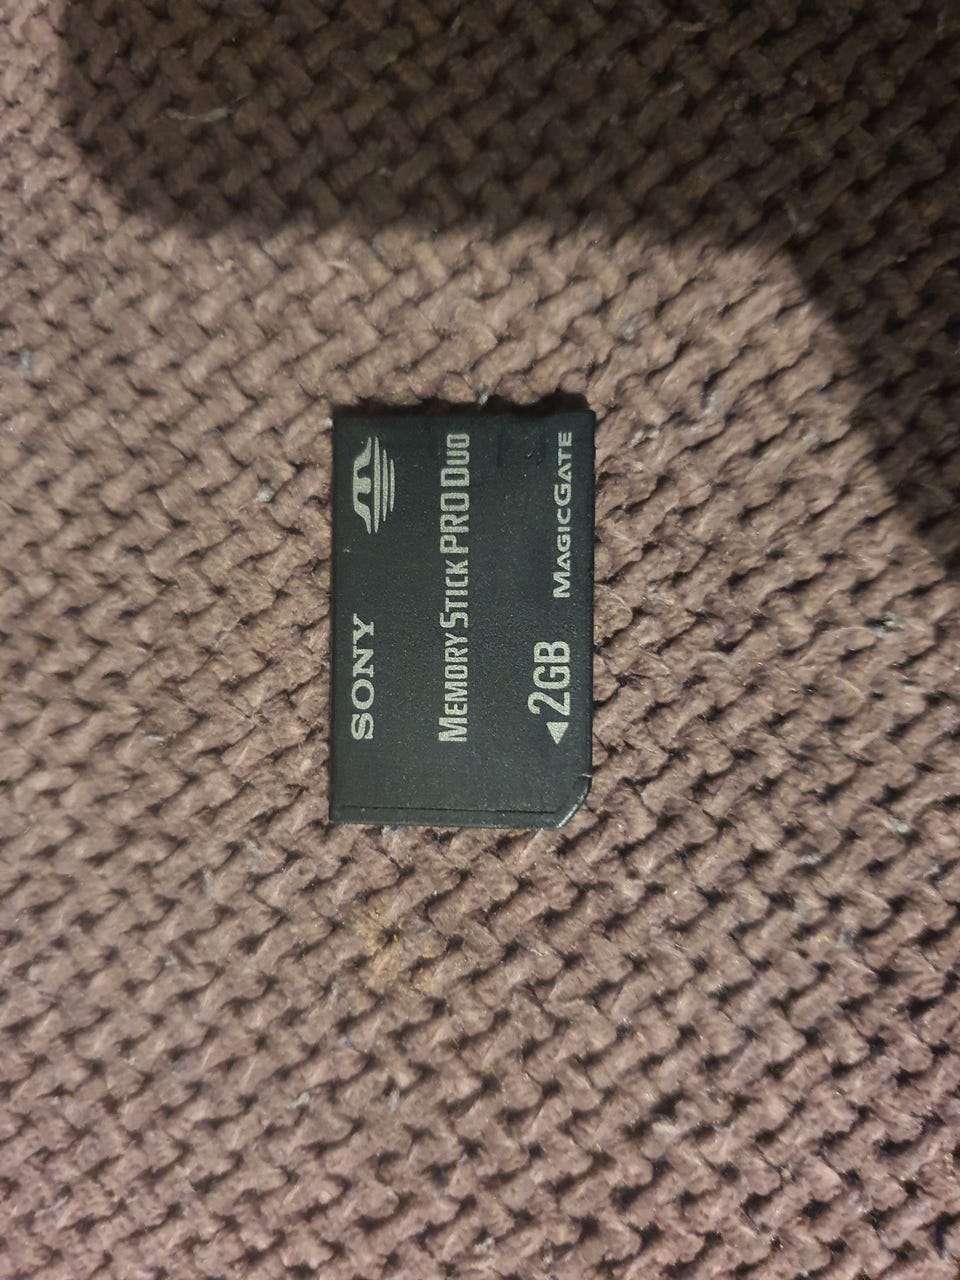 SONY
MEMORY STICK PRO DUO
◄2GB MAGICGATE